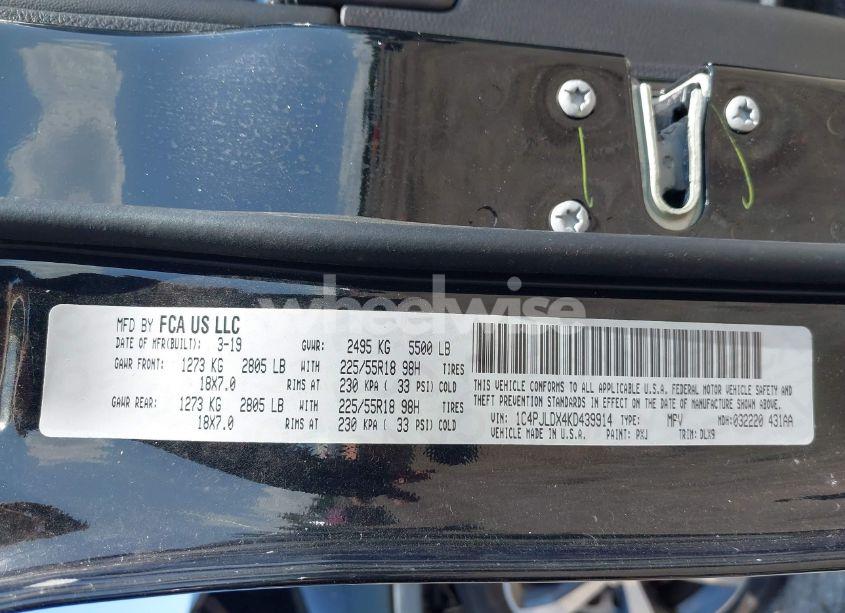 wheelwise
MFD BY FCA US LLC
DATE OF MFR(BUILT): 3-19 GVWR: 2495 KG 5500 LB
GAWR FRONT: 1273 KG 2805 LB WITH 225/55R18 98H TIRES
18X7.0 RIMS AT 230 KPA ( 33 PSI) COLD
GAWR REAR: 1273 KG 2805 LB WITH 225/55R18 98H TIRES
18X7.0 RIMS AT 230 KPA ( 33 PSI) COLD
THIS VEHICLE CONFORMS TO ALL APPLICABLE U.S.A. FEDERAL MOTOR VEHICLE SAFETY AND
THEFT PREVENTION STANDARDS IN EFFECT ON THE DATE OF MANUFACTURE SHOWN ABOVE.
VIN: 1C4PJLDX4KD439914 TYPE: MPV MDH: 032220 431AA
VEHICLE MADE IN U.S.A. PAINT: PXJ TRIM: DLX9